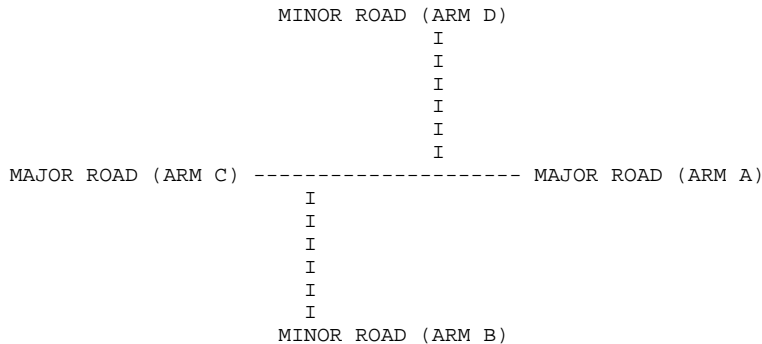 MINOR ROAD (ARM D)
I
I
I
I
I
I
MAJOR ROAD (ARM C) --------------------- MAJOR ROAD (ARM A)
I
I
I
I
I
I
MINOR ROAD (ARM B)